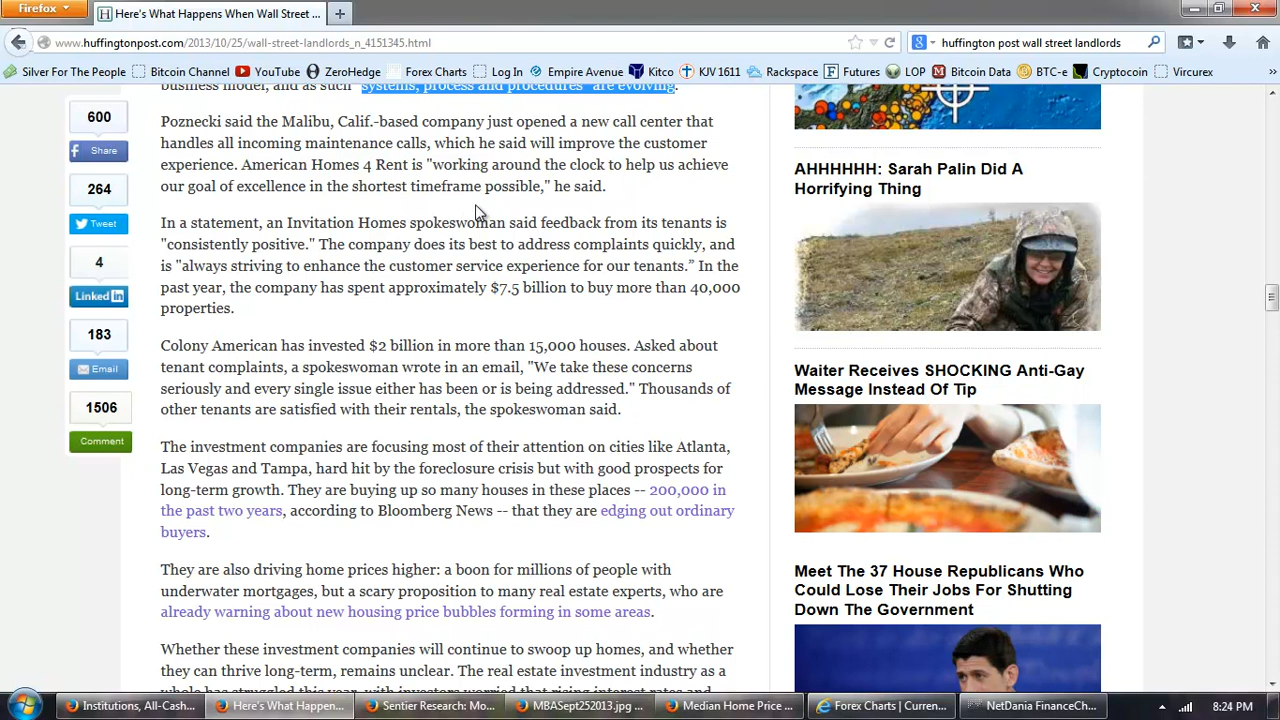 Firefox
Here's What Happens When Wall Street ...
www.huffingtonpost.com/2013/10/25/wall-street-landlords_n_4151345.html
huffington post wall street landlords
Silver For The People
Bitcoin Channel
YouTube
ZeroHedge
Forex Charts
Log In
Empire Avenue
Kitco
KJV 1611
Rackspace
Futures
LOP
Bitcoin Data
BTC-e
Cryptocoin
Vircurex
600
Share
264
Tweet
4
LinkedIn
183
Email
1506
Comment
business model, and as such "systems, process and procedures" are evolving.
Poznecki said the Malibu, Calif.-based company just opened a new call center that
handles all incoming maintenance calls, which he said will improve the customer
experience. American Homes 4 Rent is "working around the clock to help us achieve
our goal of excellence in the shortest timeframe possible," he said.
In a statement, an Invitation Homes spokeswoman said feedback from its tenants is
"consistently positive." The company does its best to address complaints quickly, and
is "always striving to enhance the customer service experience for our tenants.” In the
past year, the company has spent approximately $7.5 billion to buy more than 40,000
properties.
Colony American has invested $2 billion in more than 15,000 houses. Asked about
tenant complaints, a spokeswoman wrote in an email, "We take these concerns
seriously and every single issue either has been or is being addressed." Thousands of
other tenants are satisfied with their rentals, the spokeswoman said.
The investment companies are focusing most of their attention on cities like Atlanta,
Las Vegas and Tampa, hard hit by the foreclosure crisis but with good prospects for
long-term growth. They are buying up so many houses in these places -- 200,000 in
the past two years, according to Bloomberg News -- that they are edging out ordinary
buyers.
They are also driving home prices higher: a boon for millions of people with
underwater mortgages, but a scary proposition to many real estate experts, who are
already warning about new housing price bubbles forming in some areas.
Whether these investment companies will continue to swoop up homes, and whether
they can thrive long-term, remains unclear. The real estate investment industry as a
whole has struggled this year, with investors worried that rising interest rates and
AHHHHHH: Sarah Palin Did A
Horrifying Thing
Waiter Receives SHOCKING Anti-Gay
Message Instead Of Tip
Meet The 37 House Republicans Who
Could Lose Their Jobs For Shutting
Down The Government
Institutions, All-Cash...
Here's What Happen...
Sentier Research: Mo...
MBASept252013.jpg ...
Median Home Price ...
Forex Charts | Curren...
NetDania FinanceCh...
8:24 PM